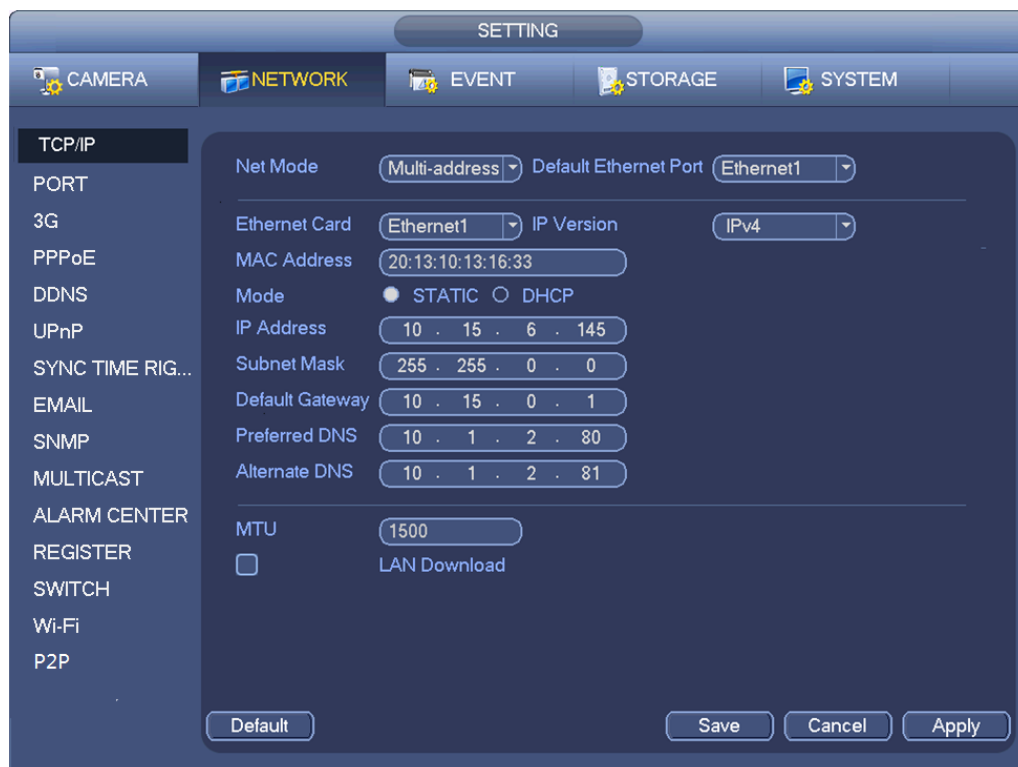 SETTING
CAMERA NETWORK EVENT STORAGE SYSTEM
TCP/IP
PORT
3G
PPPoE
DDNS
UPnP
SYNC TIME RIG...
EMAIL
SNMP
MULTICAST
ALARM CENTER
REGISTER
SWITCH
Wi-Fi
P2P
Net Mode Multi-address Default Ethernet Port Ethernet1
Ethernet Card Ethernet1 IP Version IPv4
MAC Address 20:13:10:13:16:33
Mode STATIC DHCP
IP Address 10 . 15 . 6 . 145
Subnet Mask 255 . 255 . 0 . 0
Default Gateway 10 . 15 . 0 . 1
Preferred DNS 10 . 1 . 2 . 80
Alternate DNS 10 . 1 . 2 . 81
MTU 1500
LAN Download
Default Save Cancel Apply